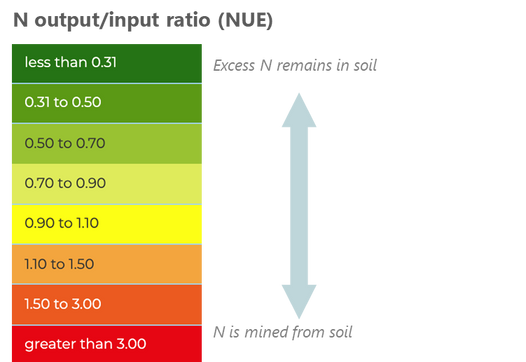 N output/input ratio (NUE)
less than 0.31
Excess N remains in soil
0.31 to 0.50
0.50 to 0.70
0.70 to 0.90
0.90 to 1.10
1.10 to 1.50
1.50 to 3.00
N is mined from soil
greater than 3.00